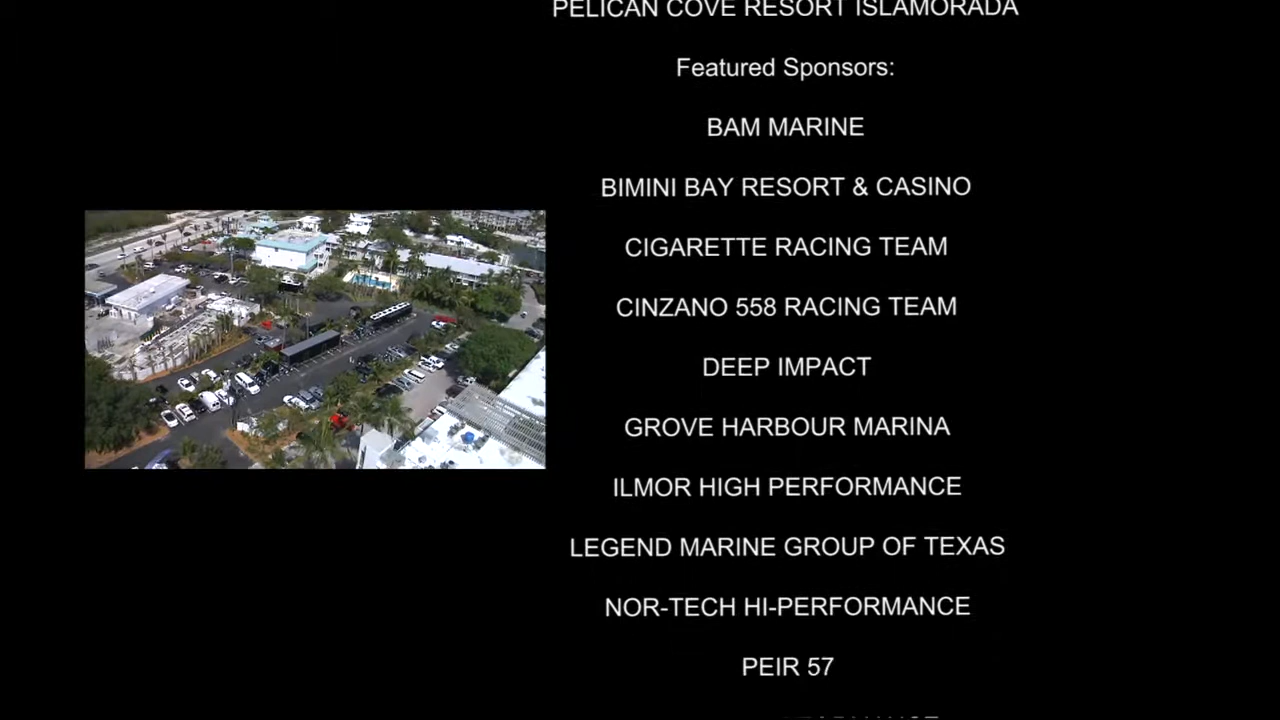 PELICAN COVE RESORT ISLAMORADA
Featured Sponsors:
BAM MARINE
BIMINI BAY RESORT & CASINO
CIGARETTE RACING TEAM
CINZANO 558 RACING TEAM
DEEP IMPACT
GROVE HARBOUR MARINA
ILMOR HIGH PERFORMANCE
LEGEND MARINE GROUP OF TEXAS
NOR-TECH HI-PERFORMANCE
PEIR 57